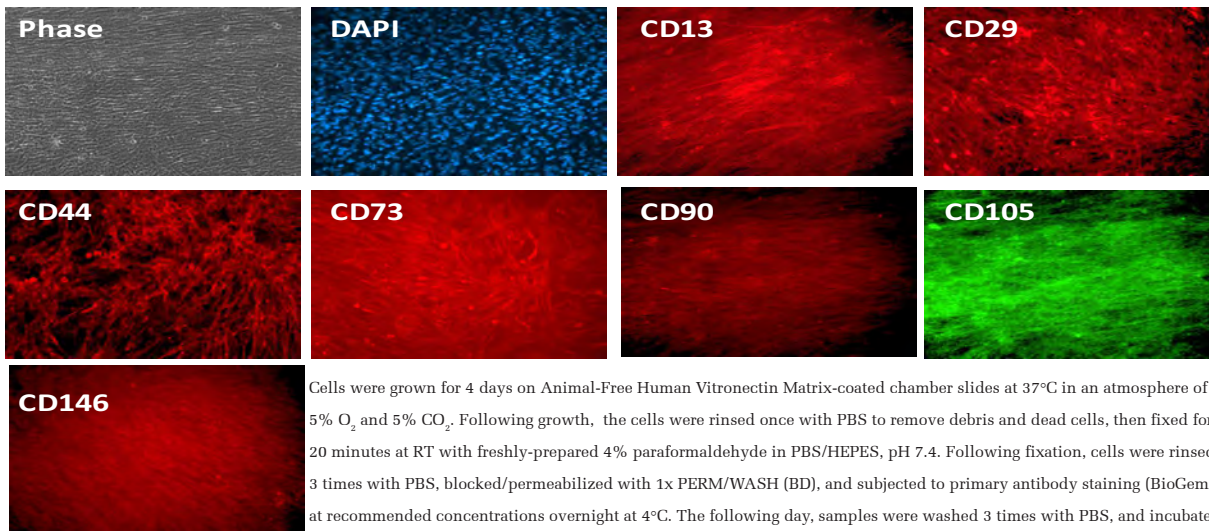 Phase
DAPI
CD13
CD29
CD44
CD73
CD90
CD105
CD146
Cells were grown for 4 days on Animal-Free Human Vitronectin Matrix-coated chamber slides at 37°C in an atmosphere of
5% O₂ and 5% CO₂. Following growth, the cells were rinsed once with PBS to remove debris and dead cells, then fixed for
20 minutes at RT with freshly-prepared 4% paraformaldehyde in PBS/HEPES, pH 7.4. Following fixation, cells were rinsed
3 times with PBS, blocked/permeabilized with 1x PERM/WASH (BD), and subjected to primary antibody staining (BioGem
at recommended concentrations overnight at 4°C. The following day, samples were washed 3 times with PBS, and incubate